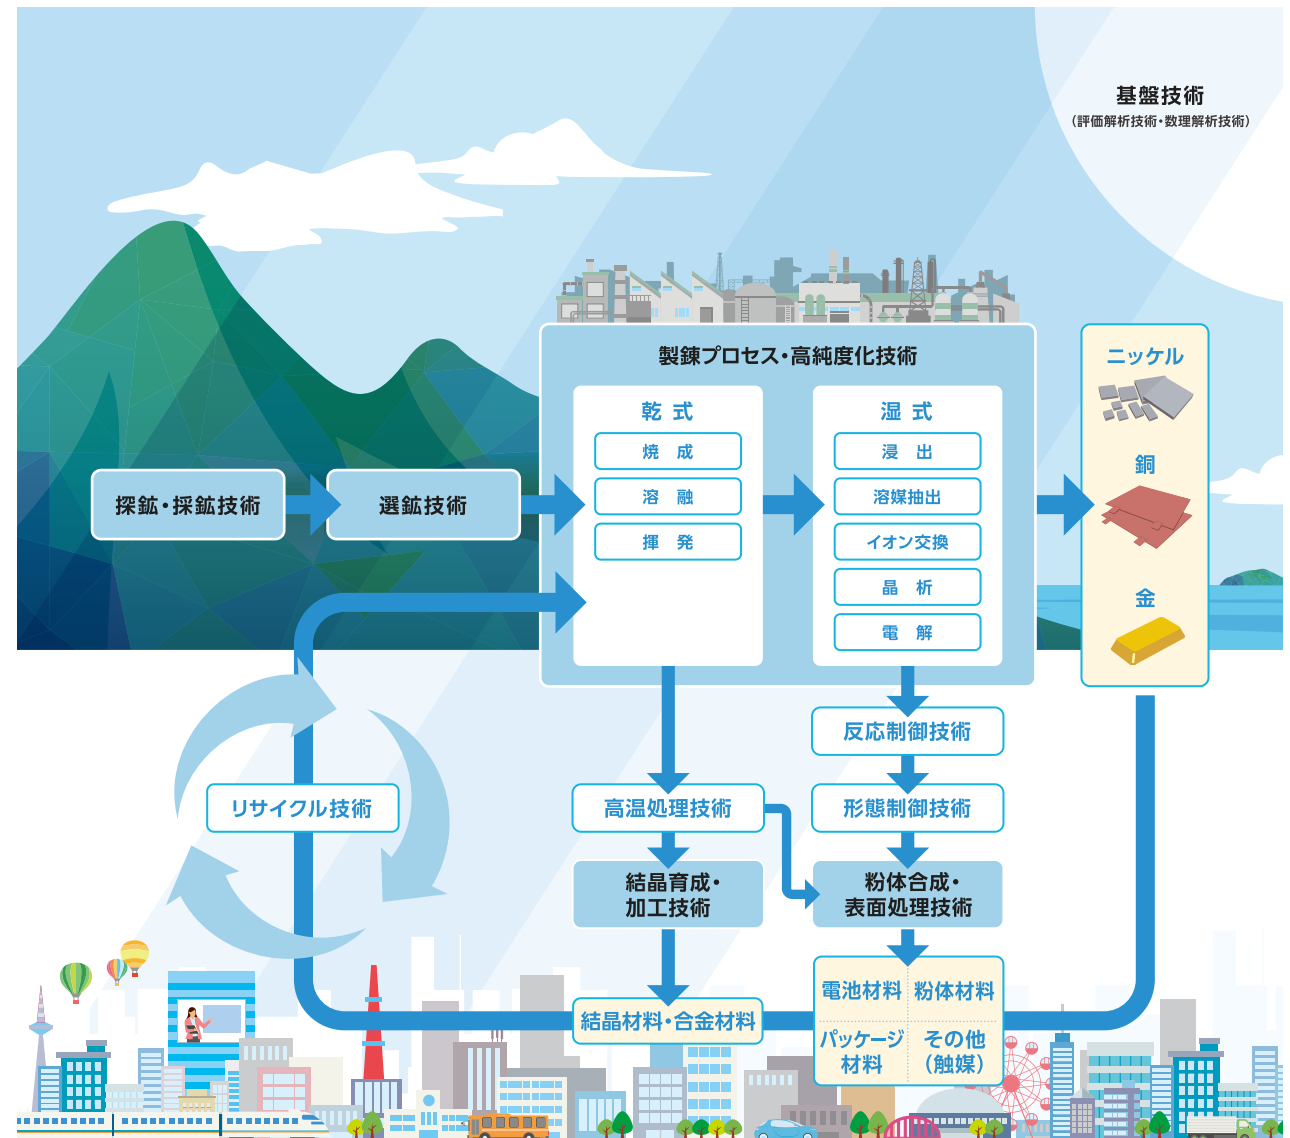 基盤技術
（評価解析技術・数理解析技術）
製錬プロセス・高純度化技術
乾 式
焼 成
溶 融
揮 発
湿 式
浸 出
溶媒抽出
イオン交換
晶 析
電 解
ニッケル
銅
金
探鉱・採鉱技術
選鉱技術
反応制御技術
リサイクル技術
高温処理技術
形態制御技術
結晶育成・
加工技術
粉体合成・
表面処理技術
結晶材料・合金材料
電池材料
粉体材料
パッケージ
材料
その他
（触媒）